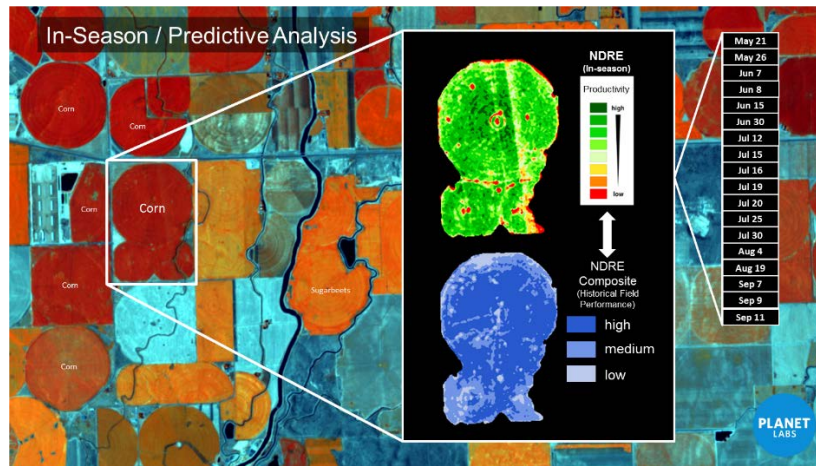 In-Season / Predictive Analysis
Corn
Corn
Corn
Corn
Corn
Corn
Sugarbeets
NDRE
(In-season)
Productivity
high
low
NDRE
Composite
(Historical Field
Performance)
high
medium
low
May 21
May 26
Jun 7
Jun 8
Jun 15
Jun 30
Jul 12
Jul 15
Jul 16
Jul 19
Jul 20
Jul 25
Jul 30
Aug 4
Aug 19
Sep 7
Sep 9
Sep 11
PLANET
LABS